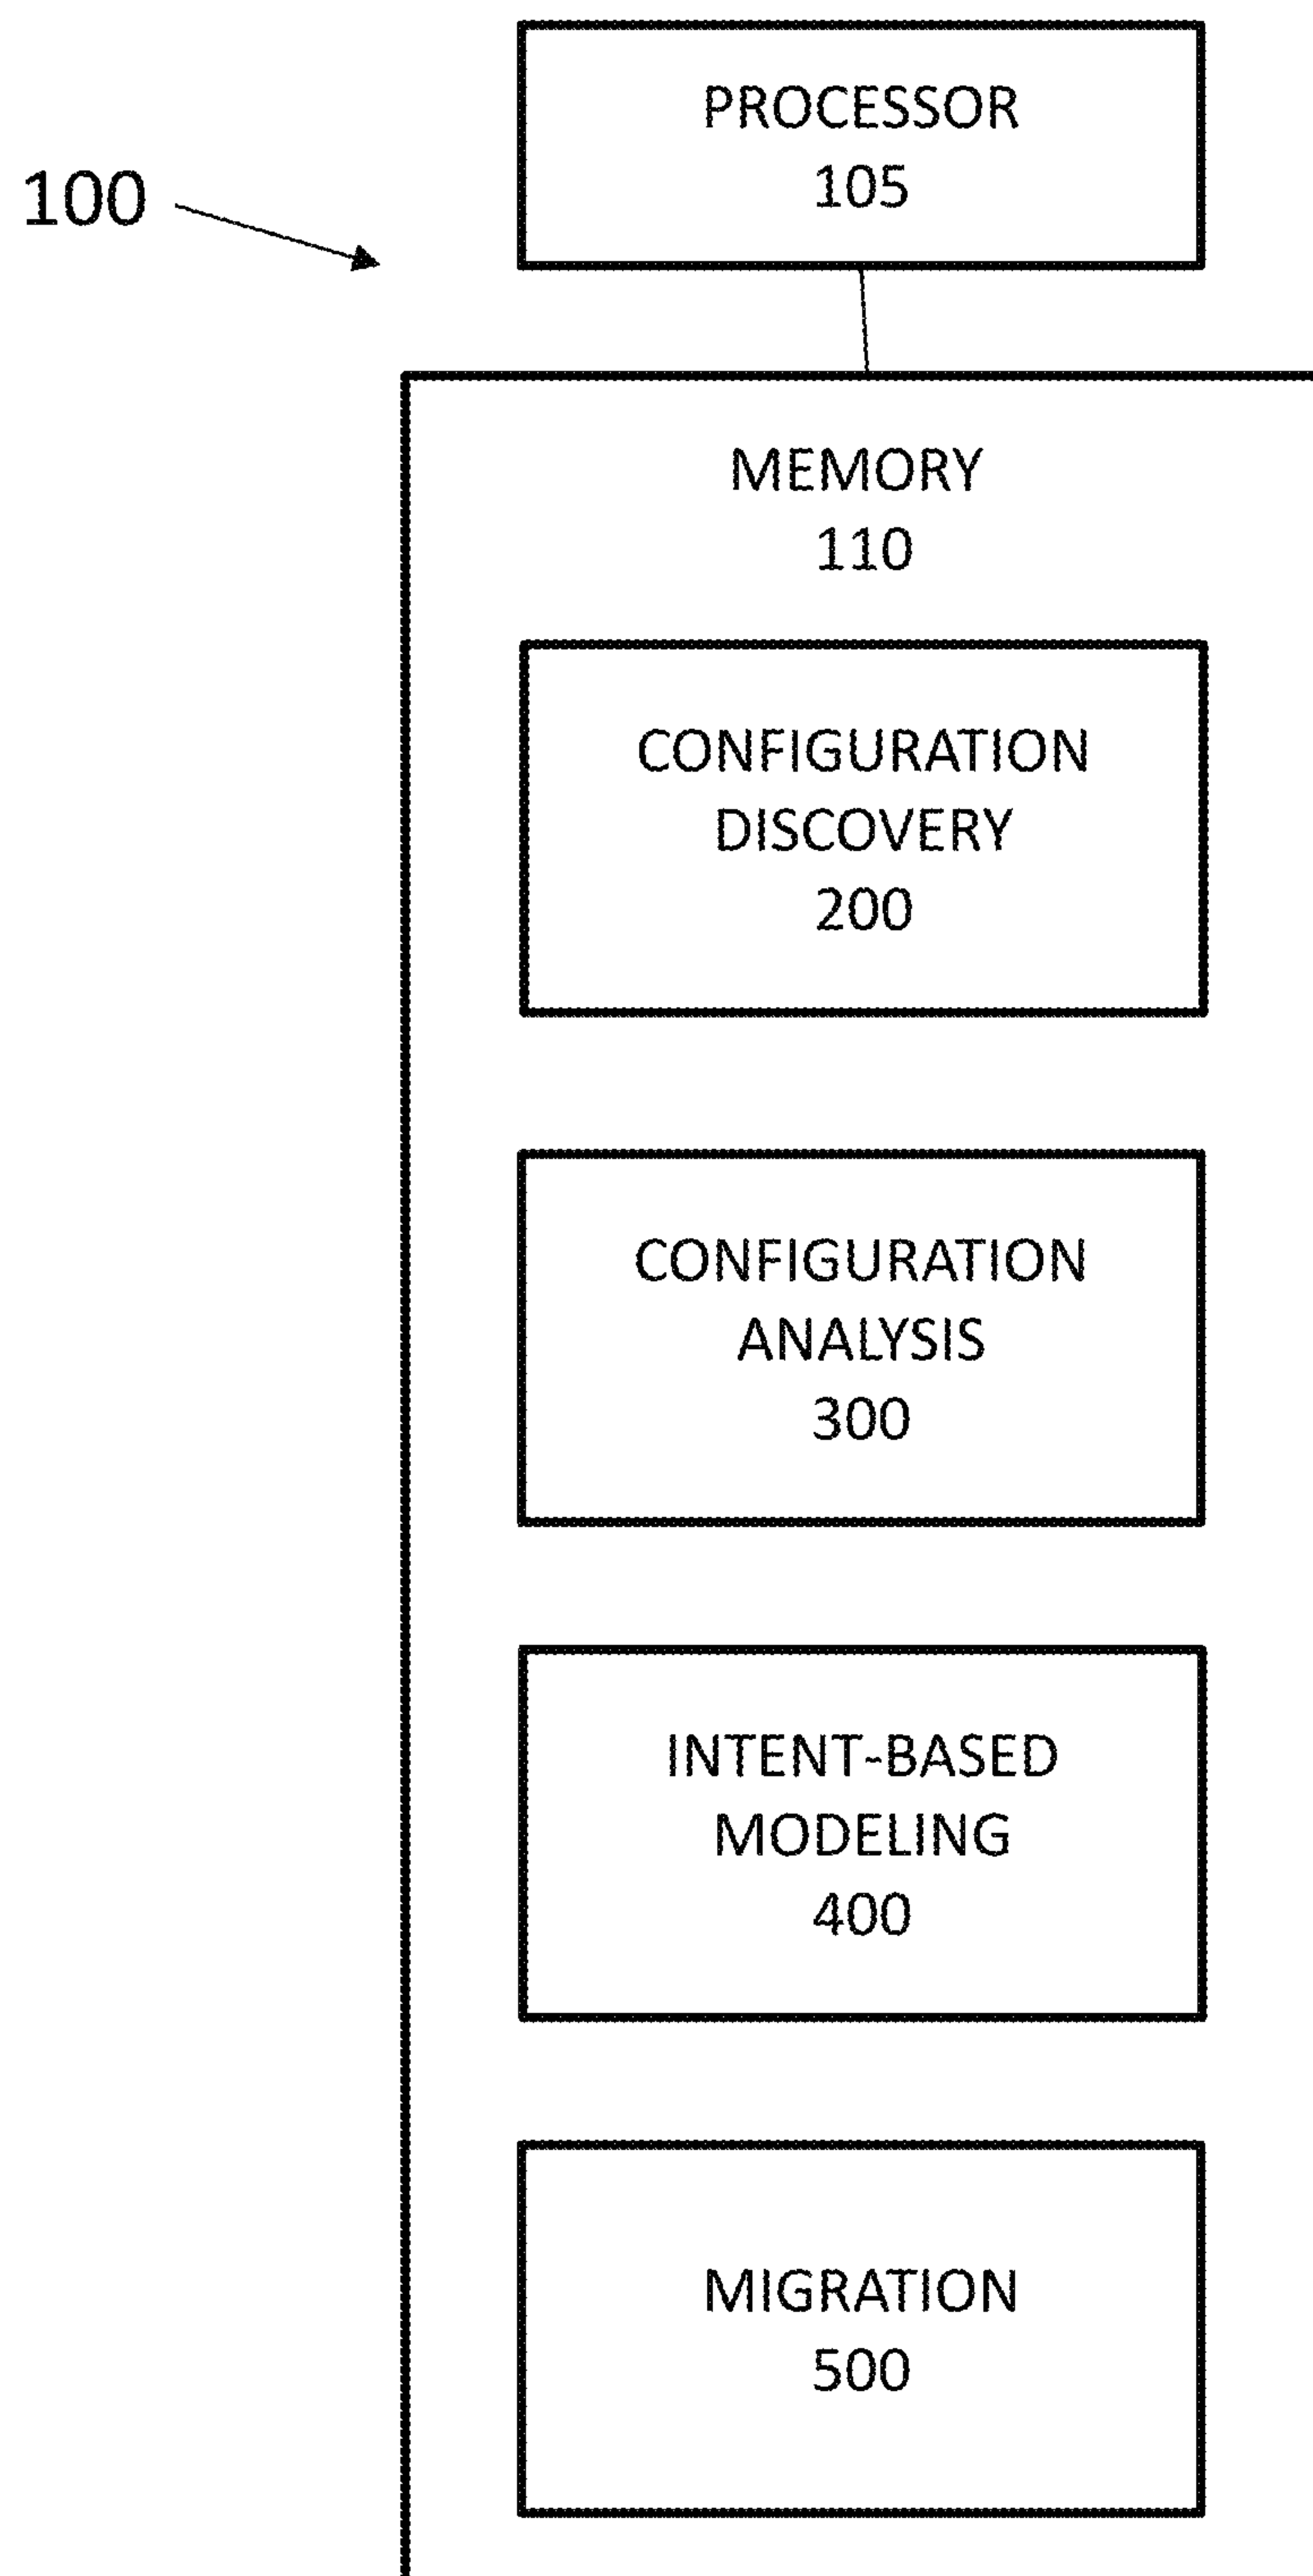 PROCESSOR
105
100
MEMORY
110
CONFIGURATION
DISCOVERY
200
CONFIGURATION
ANALYSIS
300
INTENT-BASED
MODELING
400
MIGRATION
500